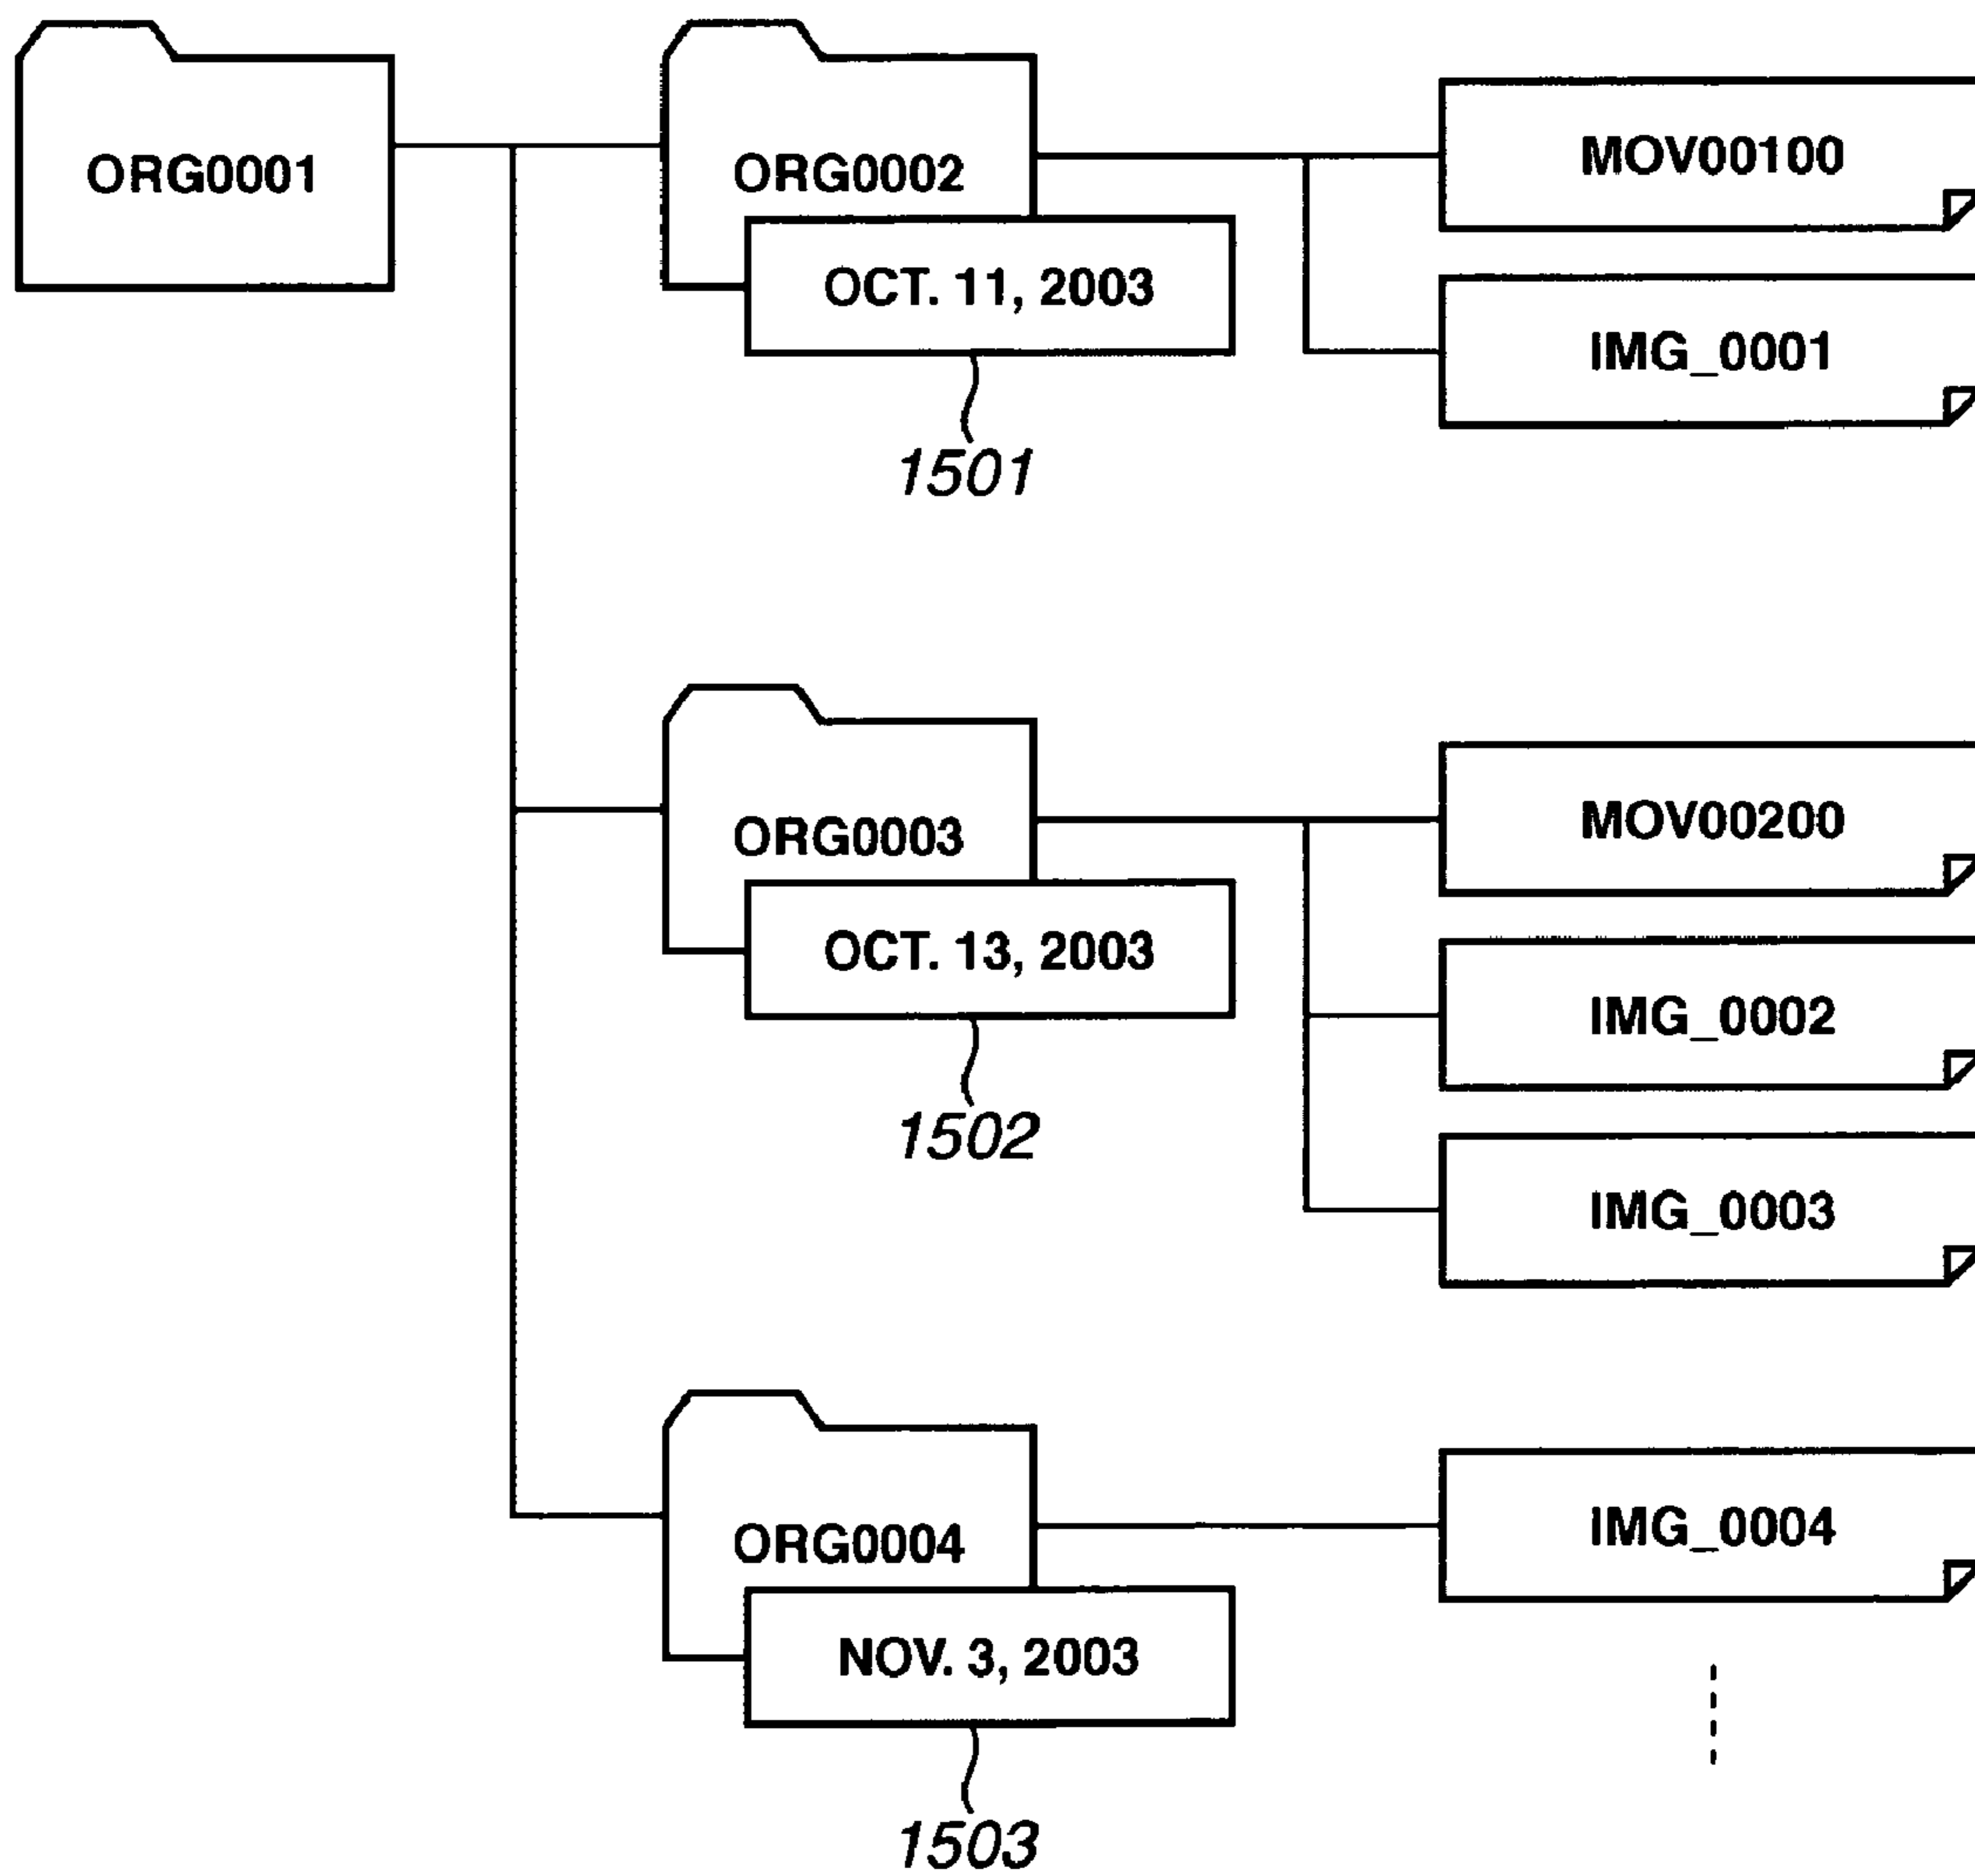 ORG0001
ORG0002
OCT. 11, 2003
1501
MOV00100
IMG_0001
ORG0003
OCT. 13, 2003
1502
MOV00200
IMG_0002
IMG_0003
ORG0004
NOV. 3, 2003
1503
IMG_0004